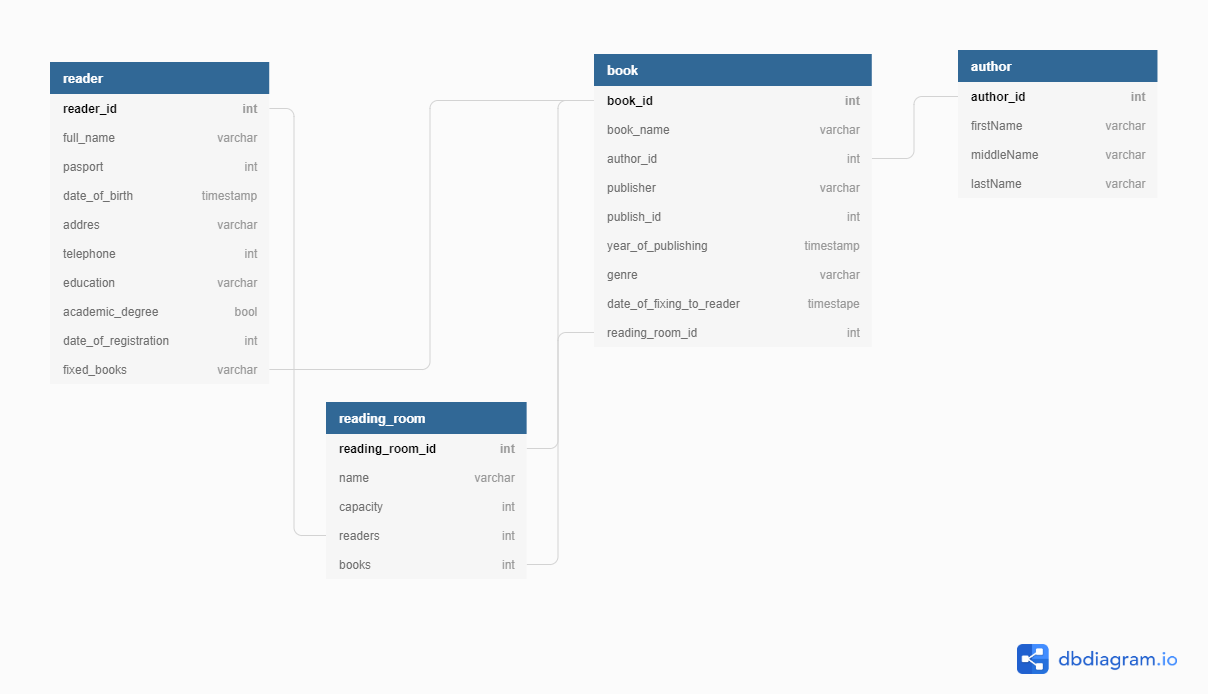 reader
reader_id int
full_name varchar
pasport int
date_of_birth timestamp
addres varchar
telephone int
education varchar
academic_degree bool
date_of_registration int
fixed_books varchar
reading_room
reading_room_id int
name varchar
capacity int
readers int
books int
book
book_id int
book_name varchar
author_id int
publisher varchar
publish_id int
year_of_publishing timestamp
genre varchar
date_of_fixing_to_reader timestape
reading_room_id int
author
author_id int
firstName varchar
middleName varchar
lastName varchar
dbdiagram.io